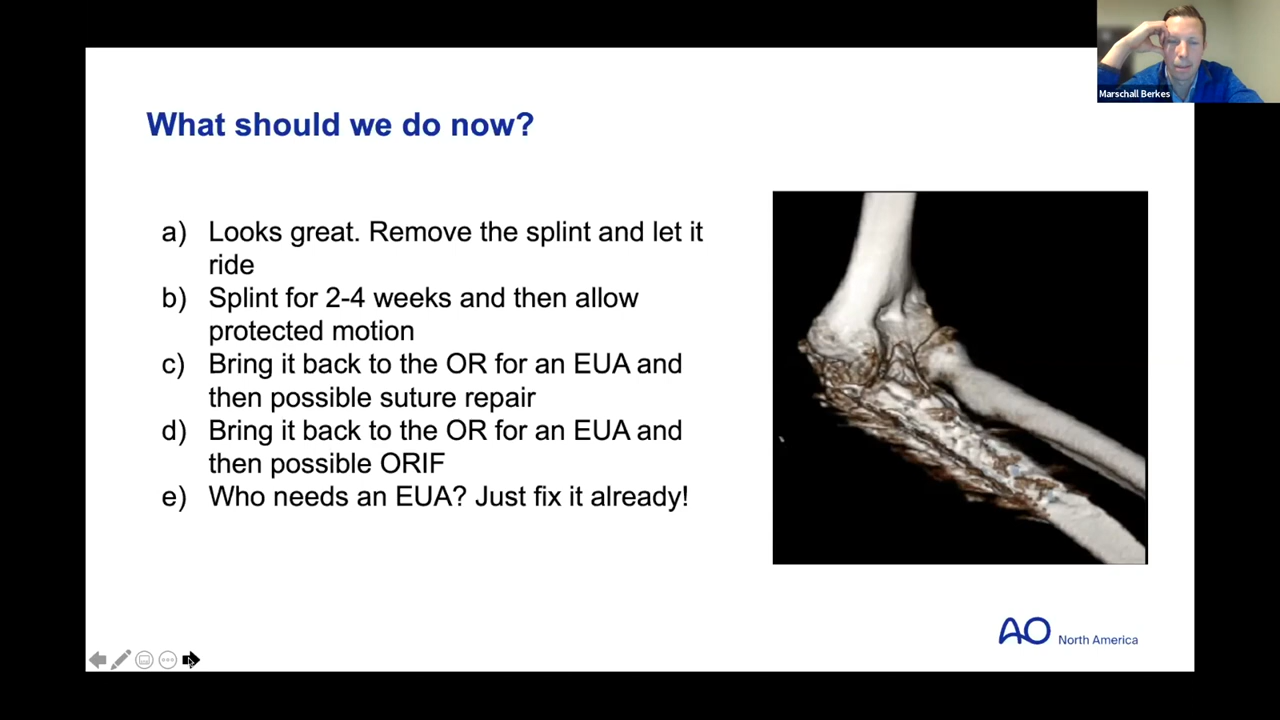 Marschall Berkes
What should we do now?
a) Looks great. Remove the splint and let it
ride
b) Splint for 2-4 weeks and then allow
protected motion
c) Bring it back to the OR for an EUA and
then possible suture repair
d) Bring it back to the OR for an EUA and
then possible ORIF
e) Who needs an EUA? Just fix it already!
AO North America